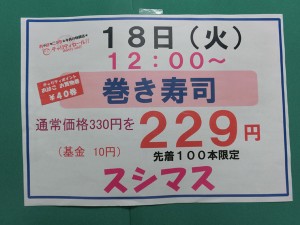 18日（火）
12：00～
巻き寿司
通常価格330円を
229円
（基金 10円）
先着100本限定
スシマス